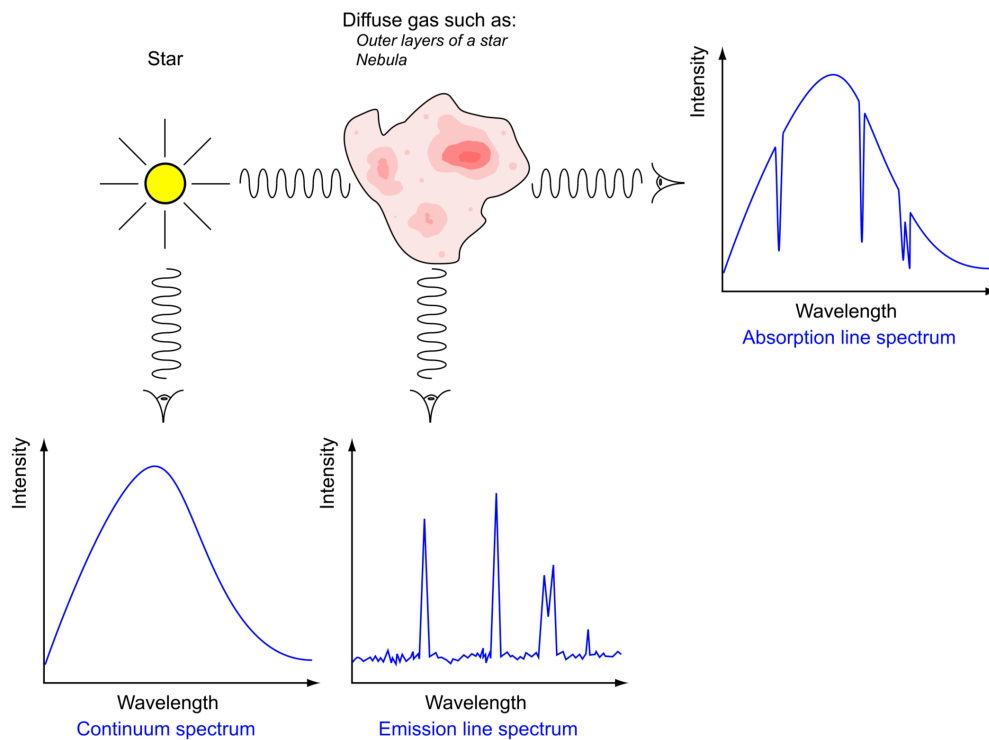 Diffuse gas such as:
Outer layers of a star
Nebula
Star
Intensity
Wavelength
Absorption line spectrum
Intensity
Wavelength
Continuum spectrum
Intensity
Wavelength
Emission line spectrum